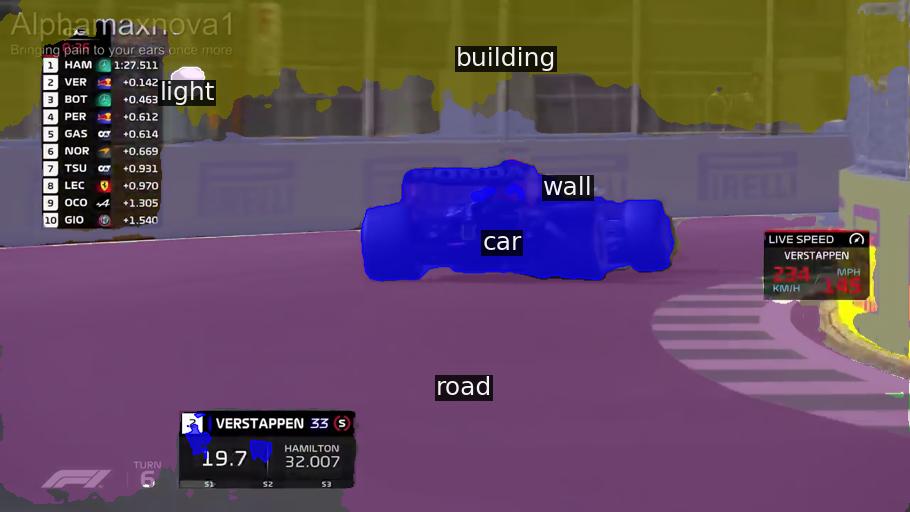 Alphamaxnova1
Bringing pain to your ears once more
1 HAM 1:27.511
2 VER +0.142
3 BOT +0.463
4 PER +0.612
5 GAS +0.614
6 NOR +0.669
7 TSU +0.931
8 LEC +0.970
9 OCO +1.305
10 GIO +1.540
building
light
wall
car
road
PIRELLI
LIVE SPEED
VERSTAPPEN
234 MPH
KM/H 145
2 VERSTAPPEN 33 S
19.7 HAMILTON
32.007
S1 S2 S3
TURN
6